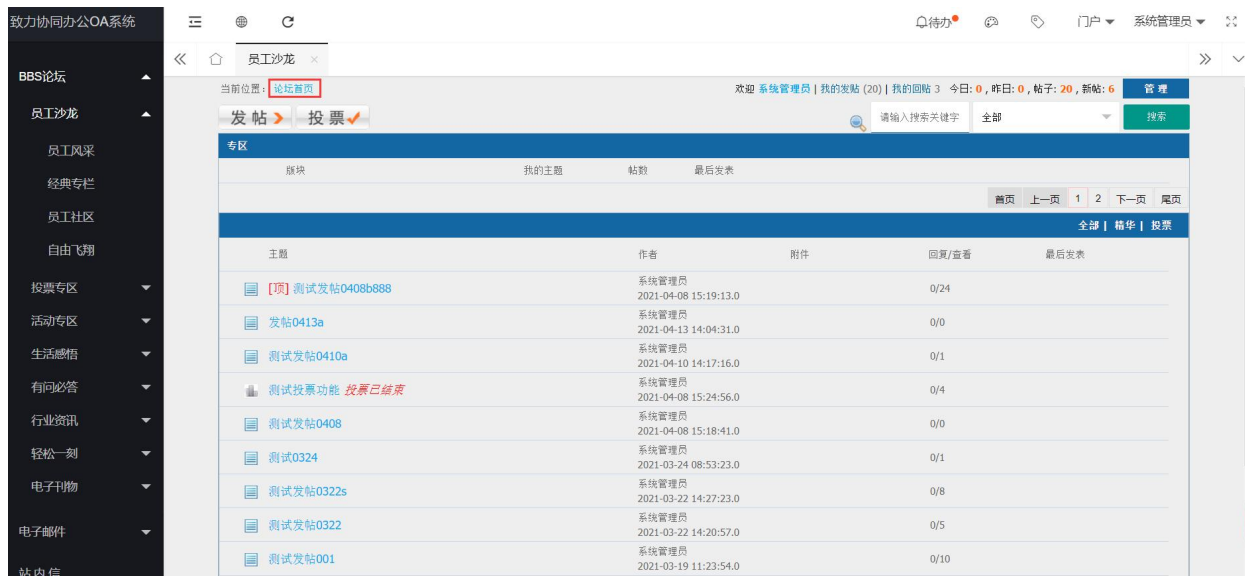 致力协同办公OA系统
待办
门户
系统管理员
BBS论坛
员工沙龙
员工风采
经典专栏
员工社区
自由飞翔
投票专区
活动专区
生活感悟
有问必答
行业资讯
轻松一刻
电子刊物
电子邮件
站内信
员工沙龙 ×
当前位置: 论坛首页
欢迎 系统管理员 | 我的发贴 (20) | 我的回贴 3 今日: 0 , 昨日: 0 , 帖子: 20 , 新帖: 6
管理
发帖 投票
请输入搜索关键字 全部 搜索
专区
版块 我的主题 帖数 最后发表
首页 上一页 1 2 下一页 尾页
全部 | 精华 | 投票
主题 作者 附件 回复/查看 最后发表
[顶] 测试发帖0408b888 系统管理员 0/24
2021-04-08 15:19:13.0
发帖0413a 系统管理员 0/0
2021-04-13 14:04:31.0
测试发帖0410a 系统管理员 0/1
2021-04-10 14:17:16.0
测试投票功能 投票已结束 系统管理员 0/4
2021-04-08 15:24:56.0
测试发帖0408 系统管理员 0/0
2021-04-08 15:18:41.0
测试0324 系统管理员 0/1
2021-03-24 08:53:23.0
测试发帖0322s 系统管理员 0/8
2021-03-22 14:27:23.0
测试发帖0322 系统管理员 0/5
2021-03-22 14:20:57.0
测试发帖001 系统管理员 0/10
2021-03-19 11:23:54.0